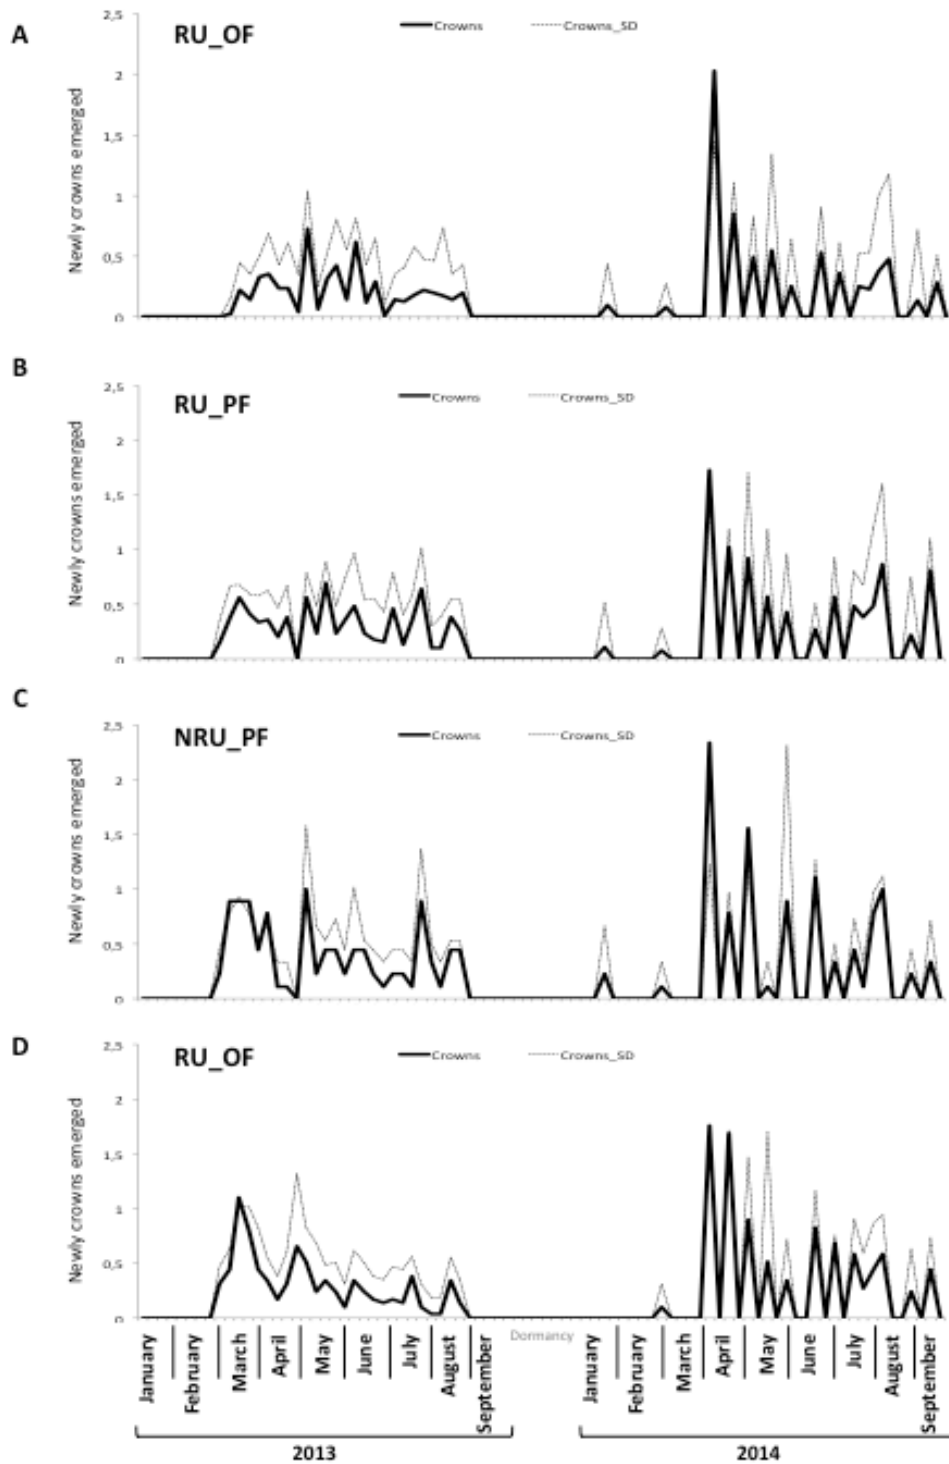 A
RU_OF
Crowns
Crowns_SD
Newly crowns emerged
2,5
2
1,5
1
0,5
0
B
RU_PF
Crowns
Crowns_SD
Newly crowns emerged
2,5
2
1,5
1
0,5
0
C
NRU_PF
Crowns
Crowns_SD
Newly crowns emerged
2,5
2
1,5
1
0,5
0
D
RU_OF
Crowns
Crowns_SD
Newly crowns emerged
2,5
2
1,5
1
0,5
0
January
February
March
April
May
June
July
August
September
Dormancy
January
February
March
April
May
June
July
August
September
2013
2014